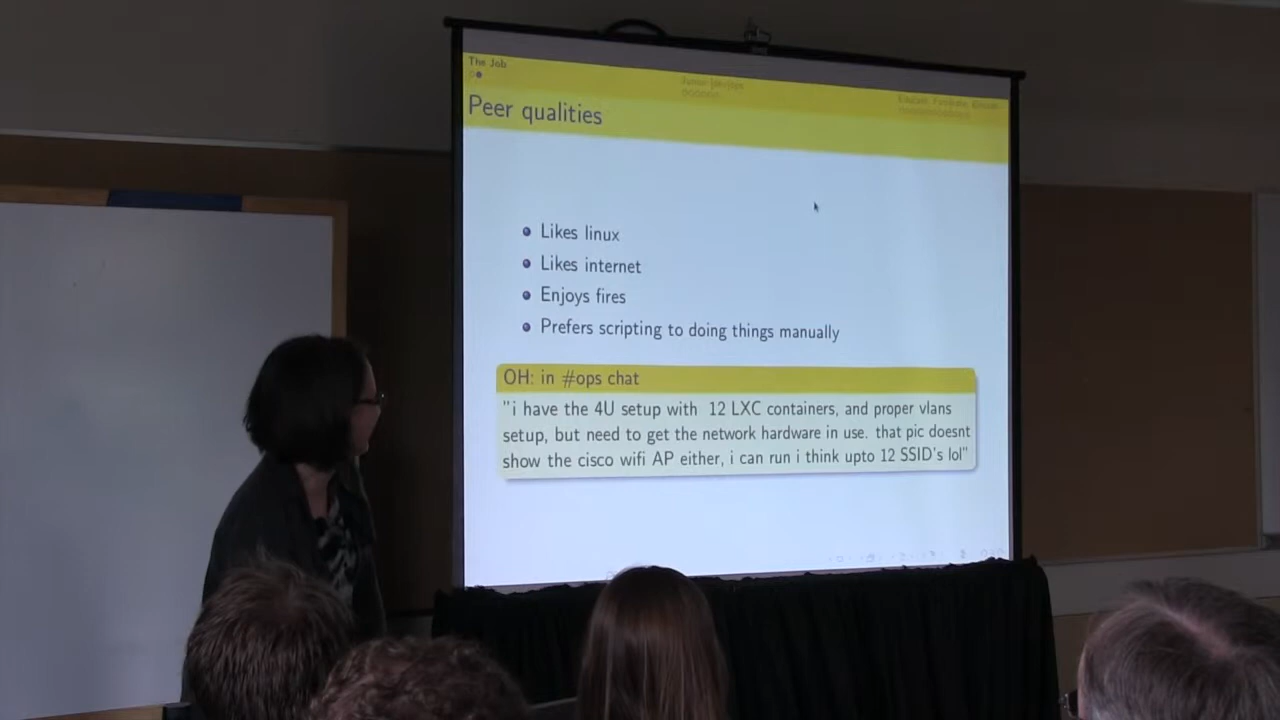 The Job
Peer qualities
Likes linux
Likes internet
Enjoys fires
Prefers scripting to doing things manually
OH: in #ops chat
"i have the 4U setup with 12 LXC containers, and proper vlans
setup, but need to get the network hardware in use. that pic doesnt
show the cisco wifi AP either, i can run i think upto 12 SSID's lol"